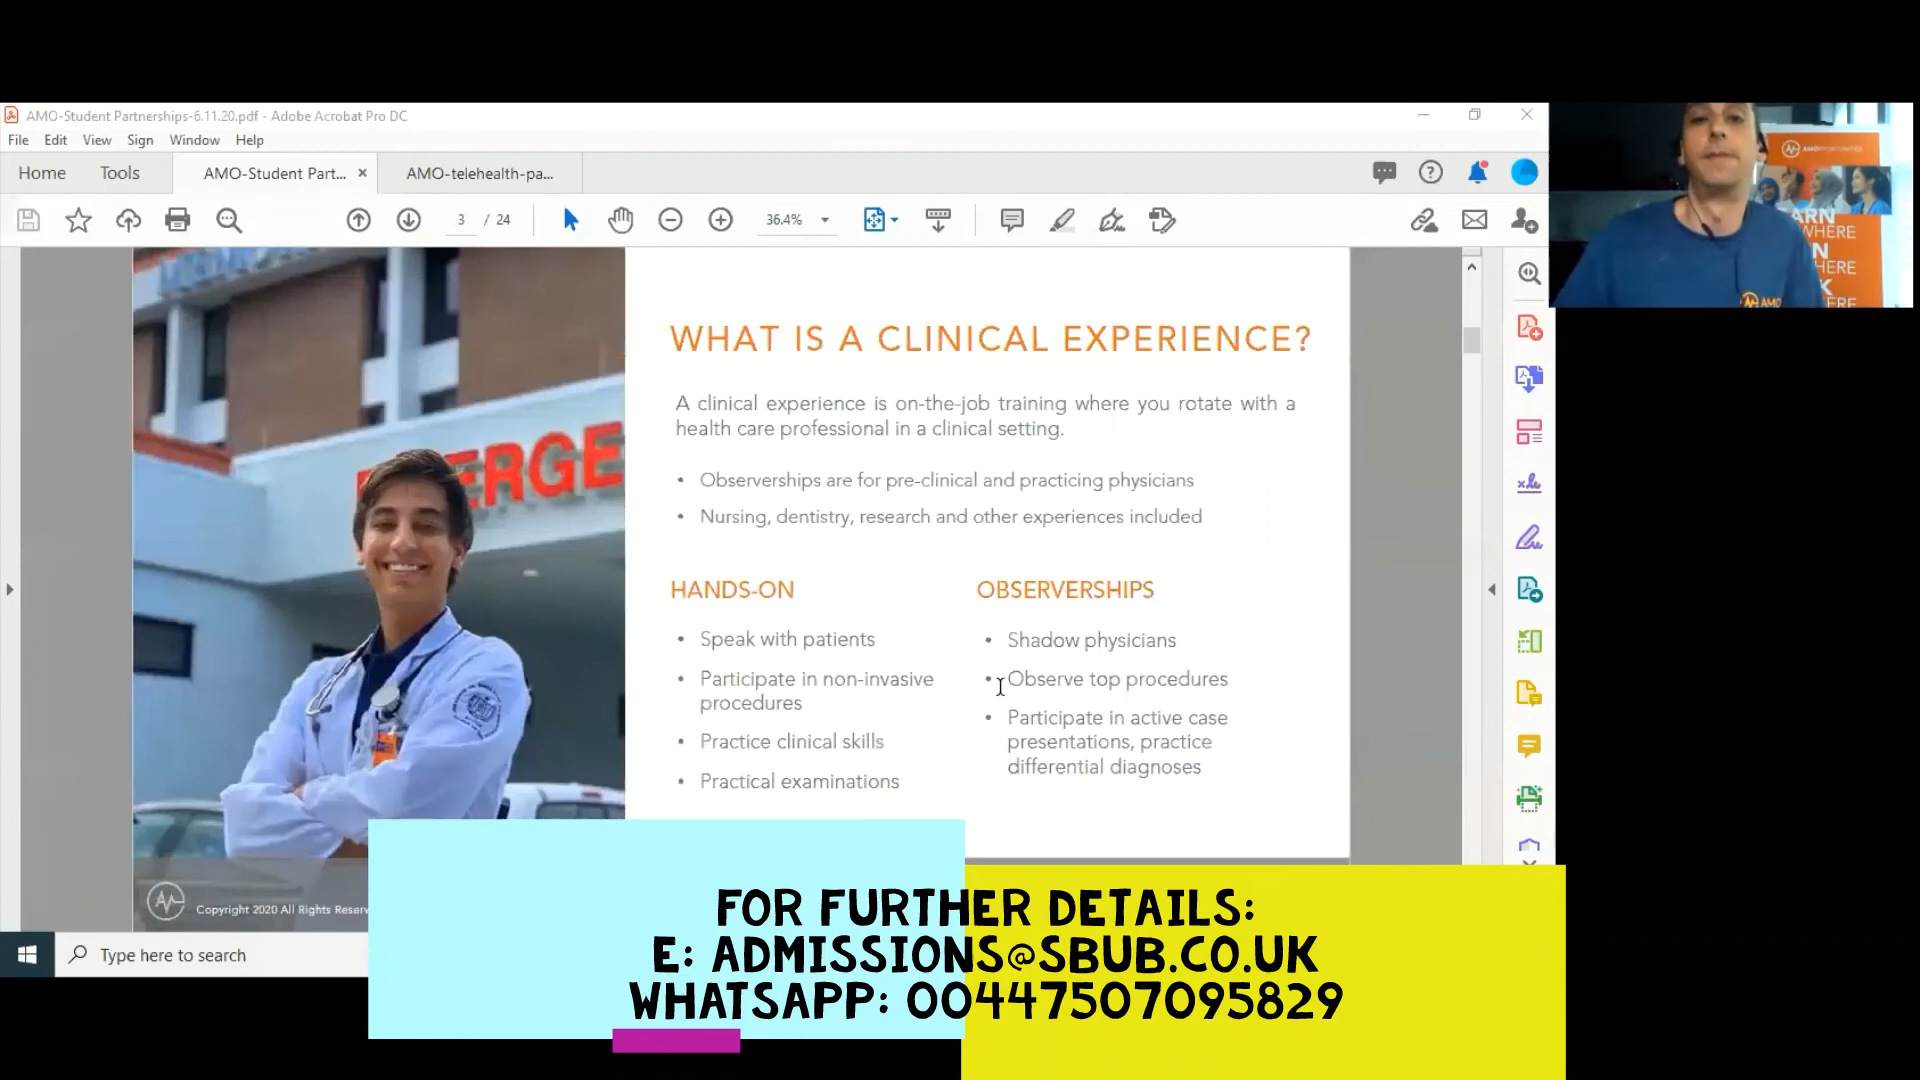 AMO-Student Partnerships-6.11.20.pdf - Adobe Acrobat Pro DC
File Edit View Sign Window Help
Home Tools AMO-Student Part... × AMO-telehealth-pa...
3 / 24 36.4%
WHAT IS A CLINICAL EXPERIENCE?
A clinical experience is on-the-job training where you rotate with a
health care professional in a clinical setting.
• Observerships are for pre-clinical and practicing physicians
• Nursing, dentistry, research and other experiences included
HANDS-ON
• Speak with patients
• Participate in non-invasive
procedures
• Practice clinical skills
• Practical examinations
OBSERVERSHIPS
• Shadow physicians
• Observe top procedures
• Participate in active case
presentations, practice
differential diagnoses
EMERGE
Copyright 2020 All Rights Reserv
Type here to search
FOR FURTHER DETAILS:
E: ADMISSIONS@SBUB.CO.UK
WHATSAPP: 00447507095829
AMO